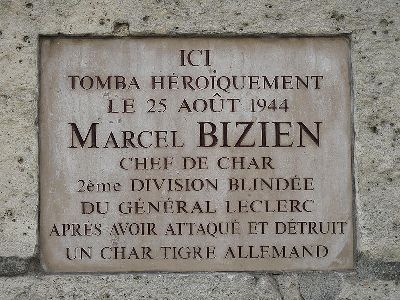 ICI
TOMBA HÉROÏQUEMENT
LE 25 AOÛT 1944
MARCEL BIZIEN
CHEF DE CHAR
2ème DIVISION BLINDÉE
DU GÉNÉRAL LECLERC
APRÈS AVOIR ATTAQUÉ ET DÉTRUIT
UN CHAR TIGRE ALLEMAND